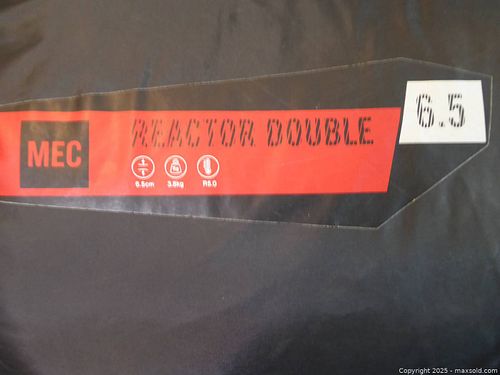 REACTOR DOUBLE
6.5
MEC
6.5cm 3.8kg R5.0
Copyright © 2025 - maxsold.com